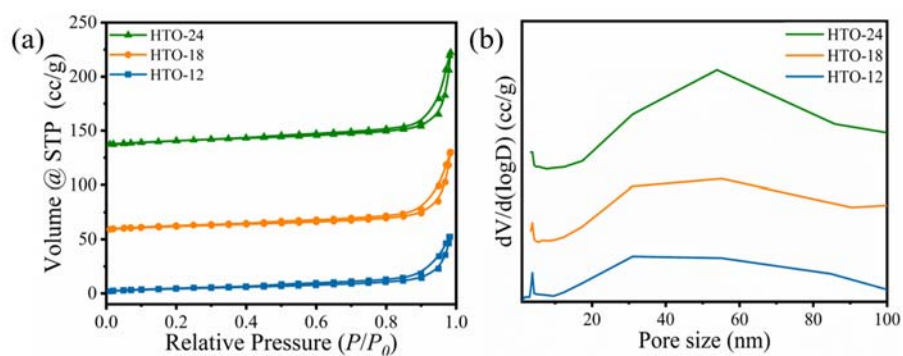 (a)
HTO-24
HTO-18
HTO-12
Volume @ STP (cc/g)
250
200
150
100
50
0
0.0 0.2 0.4 0.6 0.8 1.0
Relative Pressure (P/P0)
(b)
HTO-24
HTO-18
HTO-12
dV/d(logD) (cc/g)
20 40 60 80 100
Pore size (nm)